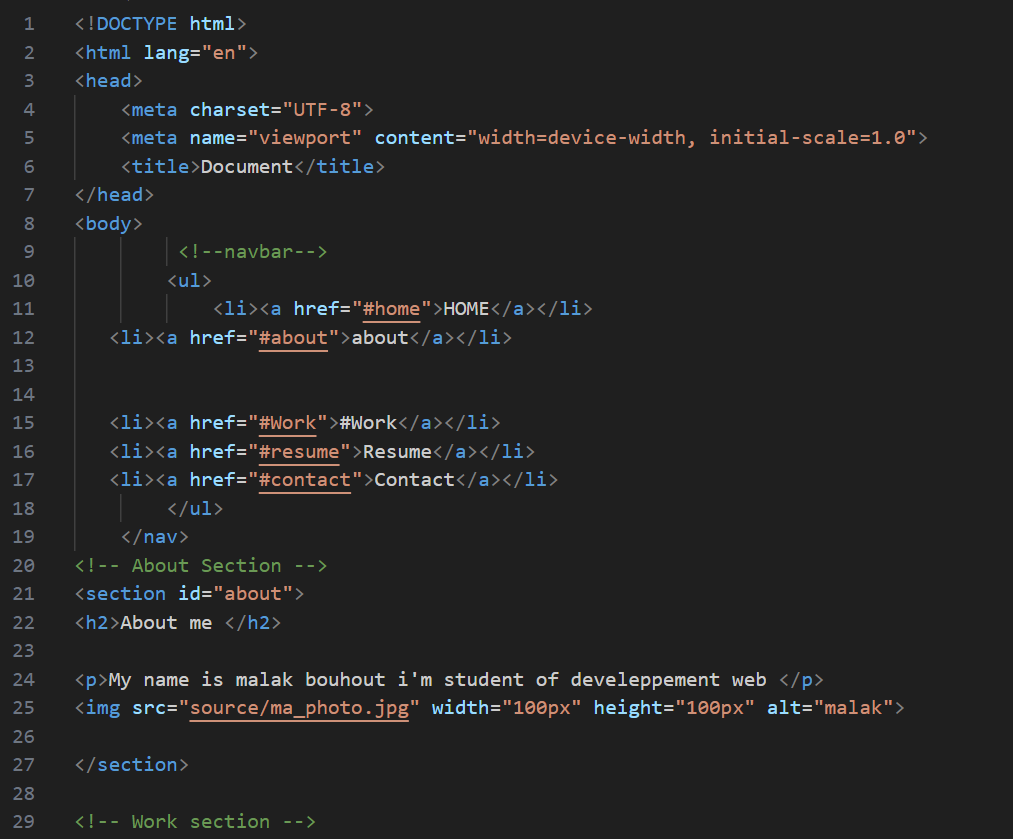 1 <!DOCTYPE html>
2 <html lang="en">
3 <head>
4     <meta charset="UTF-8">
5     <meta name="viewport" content="width=device-width, initial-scale=1.0">
6     <title>Document</title>
7 </head>
8 <body>
9          <!--navbar-->
10         <ul>
11             <li><a href="#home">HOME</a></li>
12    <li><a href="#about">about</a></li>
13
14
15    <li><a href="#Work">#Work</a></li>
16    <li><a href="#resume">Resume</a></li>
17    <li><a href="#contact">Contact</a></li>
18         </ul>
19     </nav>
20 <!-- About Section -->
21 <section id="about">
22 <h2>About me </h2>
23
24 <p>My name is malak bouhout i'm student of developpement web </p>
25 <img src="source/ma_photo.jpg" width="100px" height="100px" alt="malak">
26
27 </section>
28
29 <!-- Work section -->